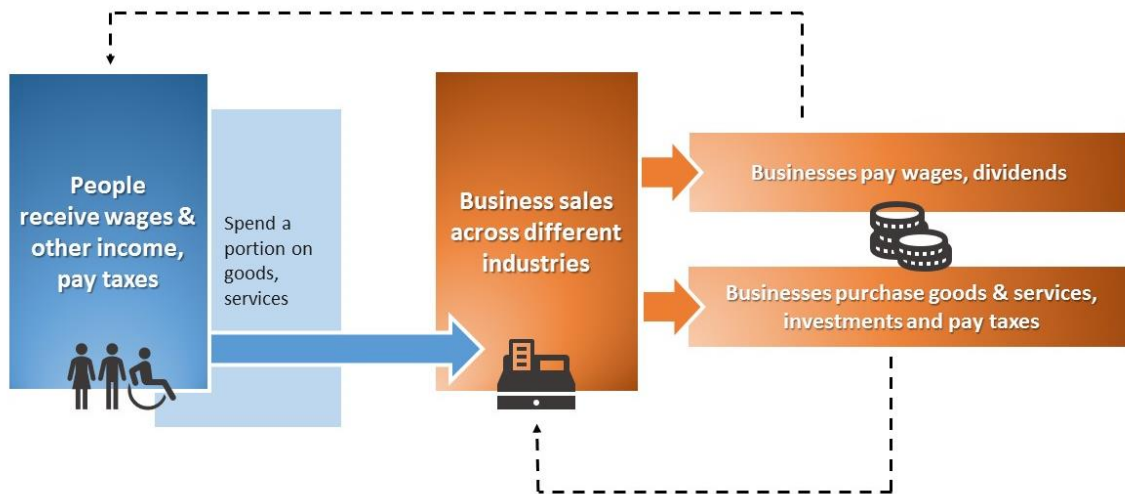 People
receive wages &
other income,
pay taxes
Spend a
portion on
goods,
services
Business sales
across different
industries
Businesses pay wages, dividends
Businesses purchase goods & services,
investments and pay taxes